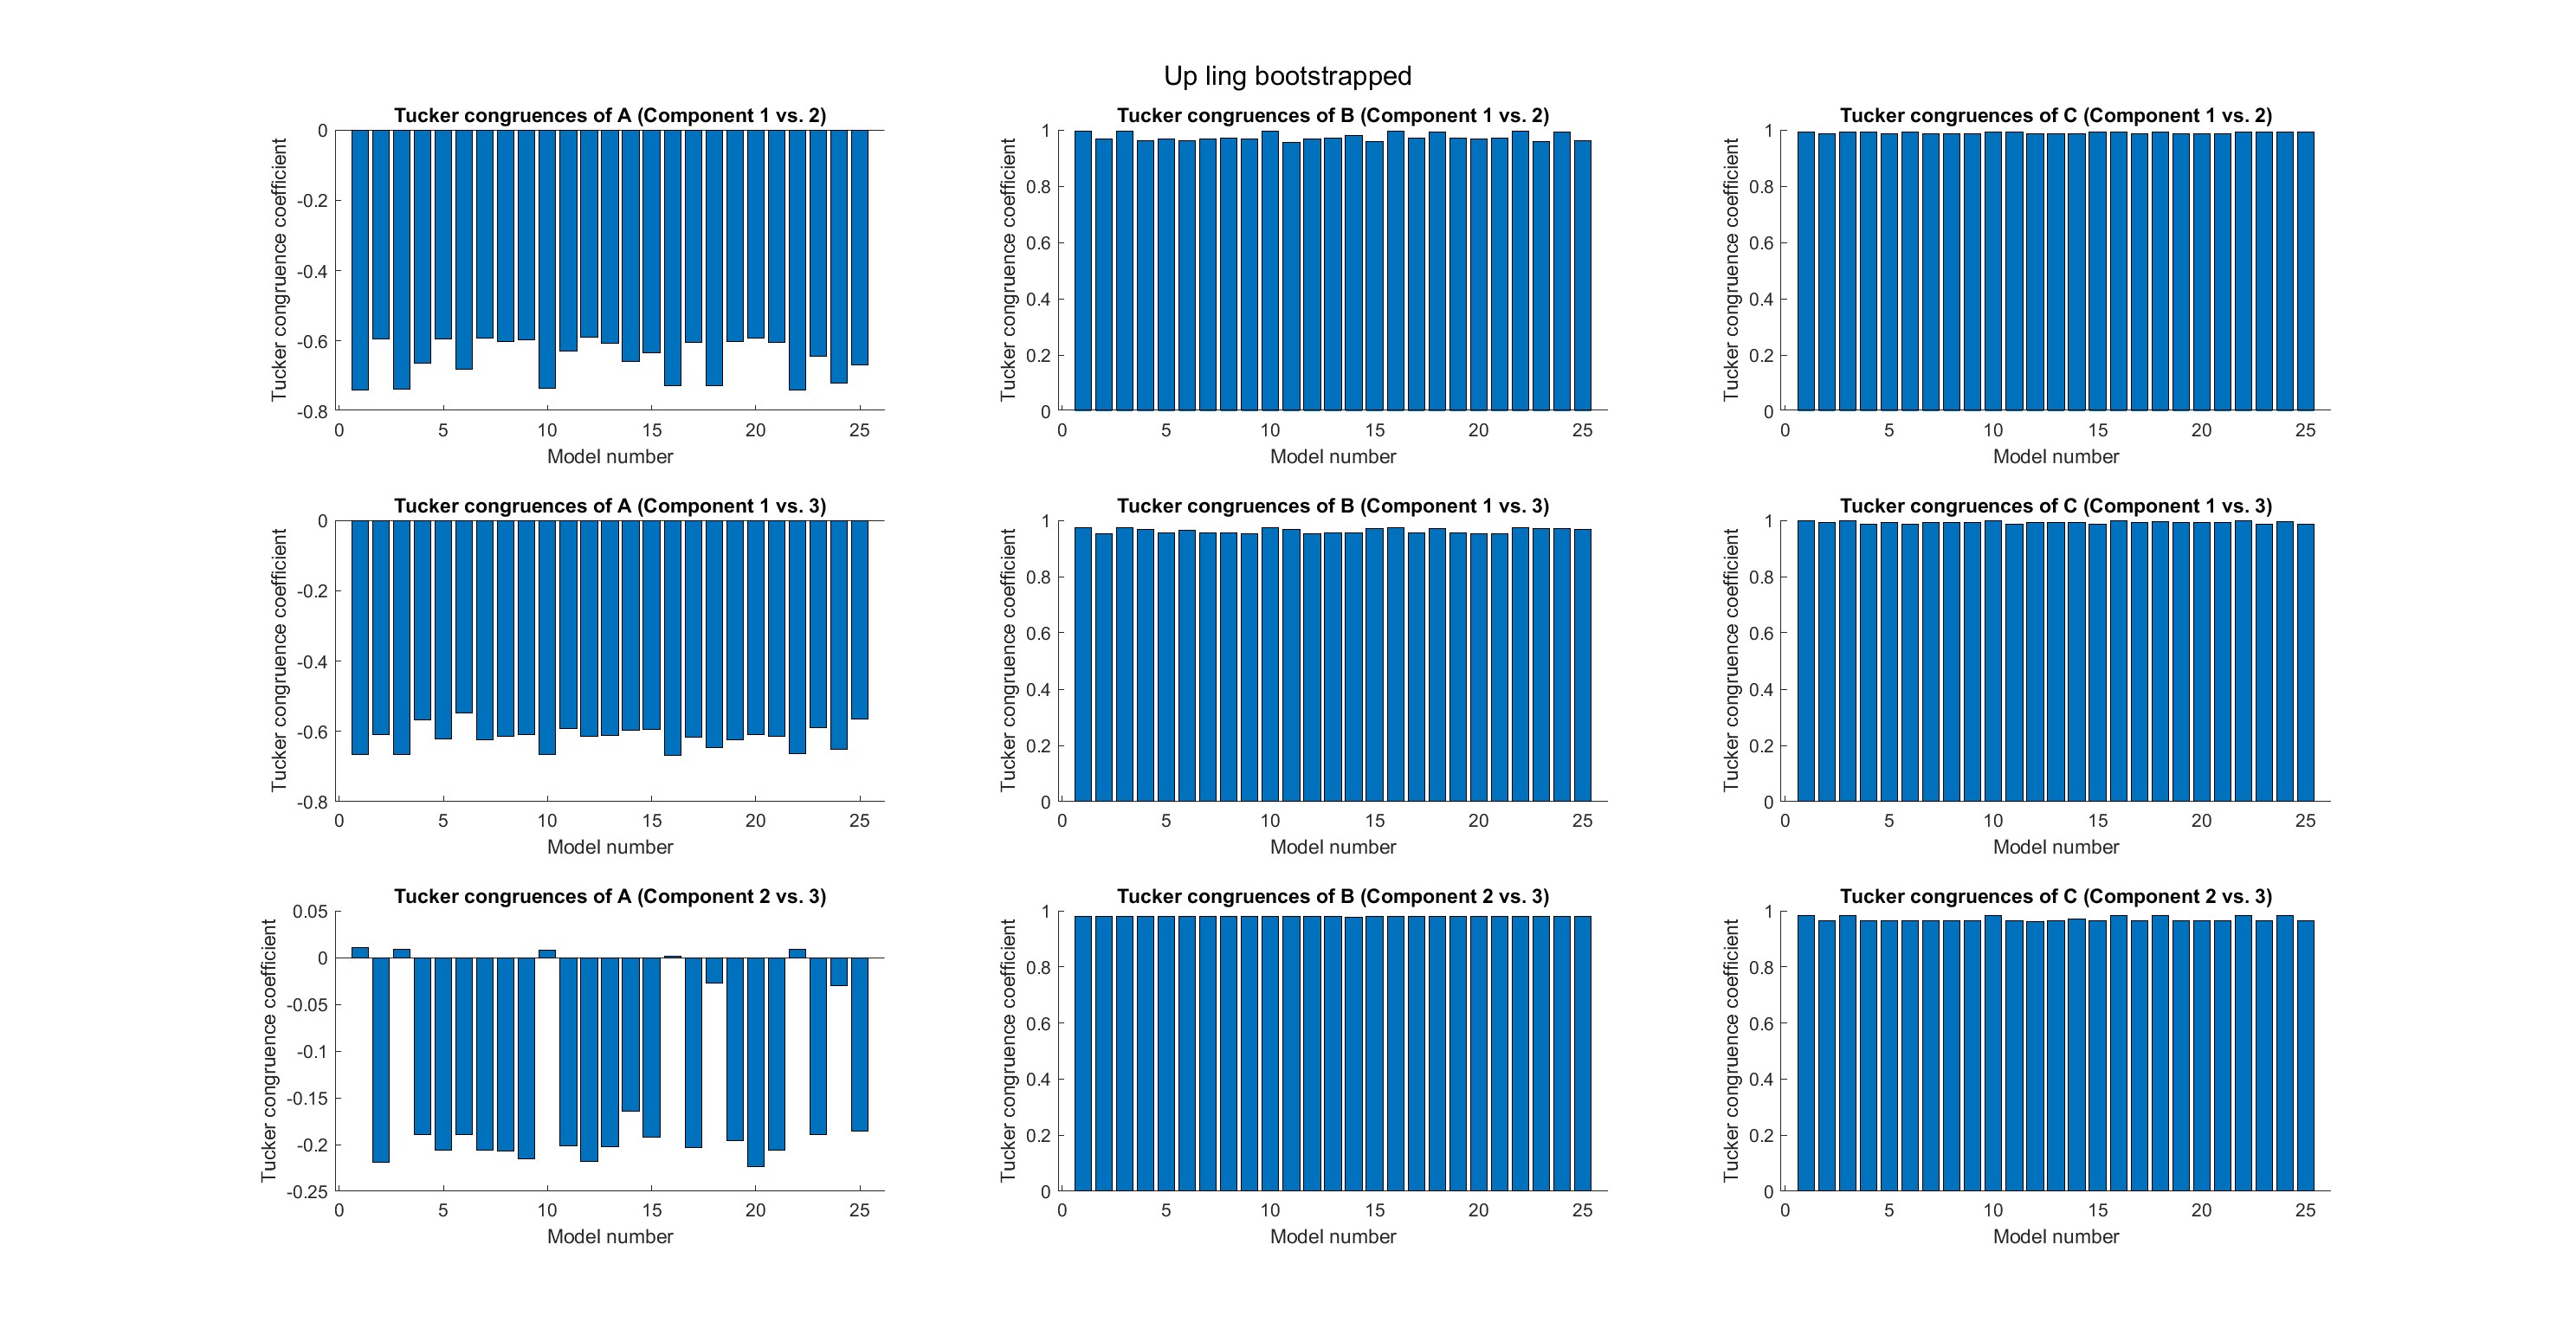 Up ling bootstrapped
Tucker congruences of A (Component 1 vs. 2)
Tucker congruence coefficient
0
-0.2
-0.4
-0.6
-0.8
0 5 10 15 20 25
Model number
Tucker congruences of B (Component 1 vs. 2)
Tucker congruence coefficient
1
0.8
0.6
0.4
0.2
0
0 5 10 15 20 25
Model number
Tucker congruences of C (Component 1 vs. 2)
Tucker congruence coefficient
1
0.8
0.6
0.4
0.2
0
0 5 10 15 20 25
Model number
Tucker congruences of A (Component 1 vs. 3)
Tucker congruence coefficient
0
-0.2
-0.4
-0.6
-0.8
0 5 10 15 20 25
Model number
Tucker congruences of B (Component 1 vs. 3)
Tucker congruence coefficient
1
0.8
0.6
0.4
0.2
0
0 5 10 15 20 25
Model number
Tucker congruences of C (Component 1 vs. 3)
Tucker congruence coefficient
1
0.8
0.6
0.4
0.2
0
0 5 10 15 20 25
Model number
Tucker congruences of A (Component 2 vs. 3)
Tucker congruence coefficient
0.05
0
-0.05
-0.1
-0.15
-0.2
-0.25
0 5 10 15 20 25
Model number
Tucker congruences of B (Component 2 vs. 3)
Tucker congruence coefficient
1
0.8
0.6
0.4
0.2
0
0 5 10 15 20 25
Model number
Tucker congruences of C (Component 2 vs. 3)
Tucker congruence coefficient
1
0.8
0.6
0.4
0.2
0
0 5 10 15 20 25
Model number